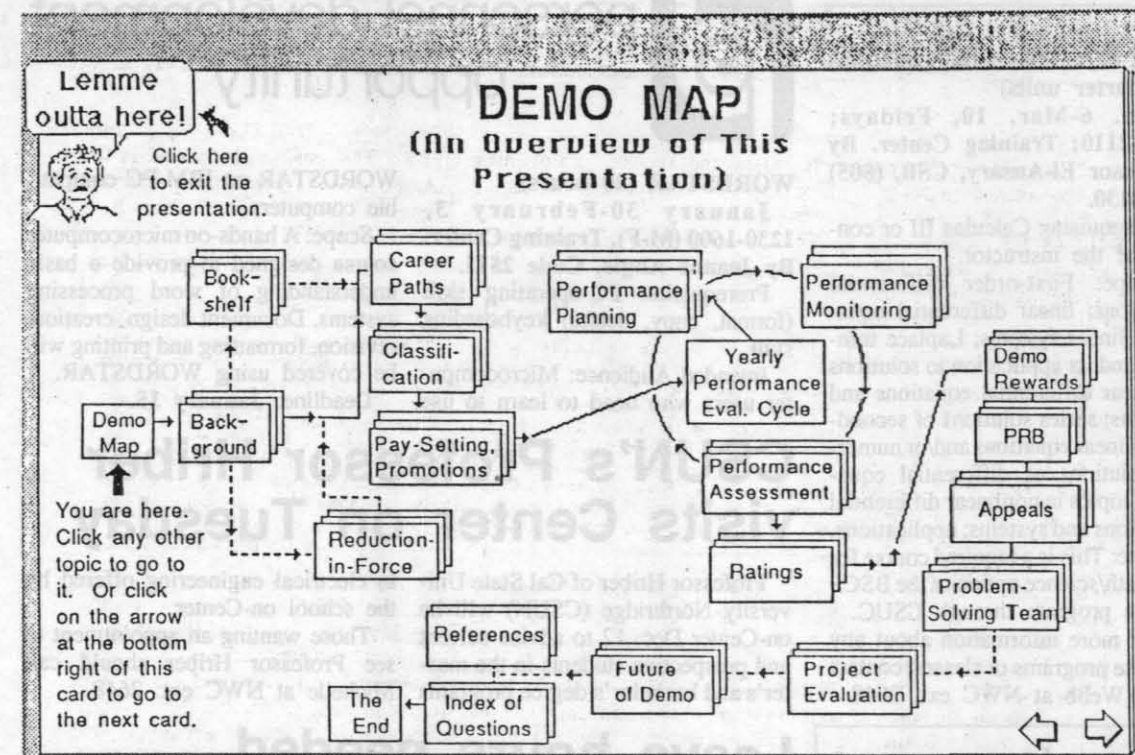 Lemme
outta here!
Click here
to exit the
presentation.
DEMO MAP
(An Overview of This
Presentation)
Book
shelf
Career
Paths
Performance
Planning
Performance
Monitoring
Classifi-
cation
Yearly
Performance
Eval. Cycle
Demo
Rewards
Demo
Map
Back-
ground
Pay-Setting,
Promotions
PRB
Performance
Assessment
You are here.
Click any other
topic to go to
it. Or click
on the arrow
at the bottom
right of this
card to go to
the next card.
Reduction-
in-Force
Appeals
Ratings
Problem-
Solving Team
References
Future
of Demo
Project
Evaluation
The
End
Index of
Questions